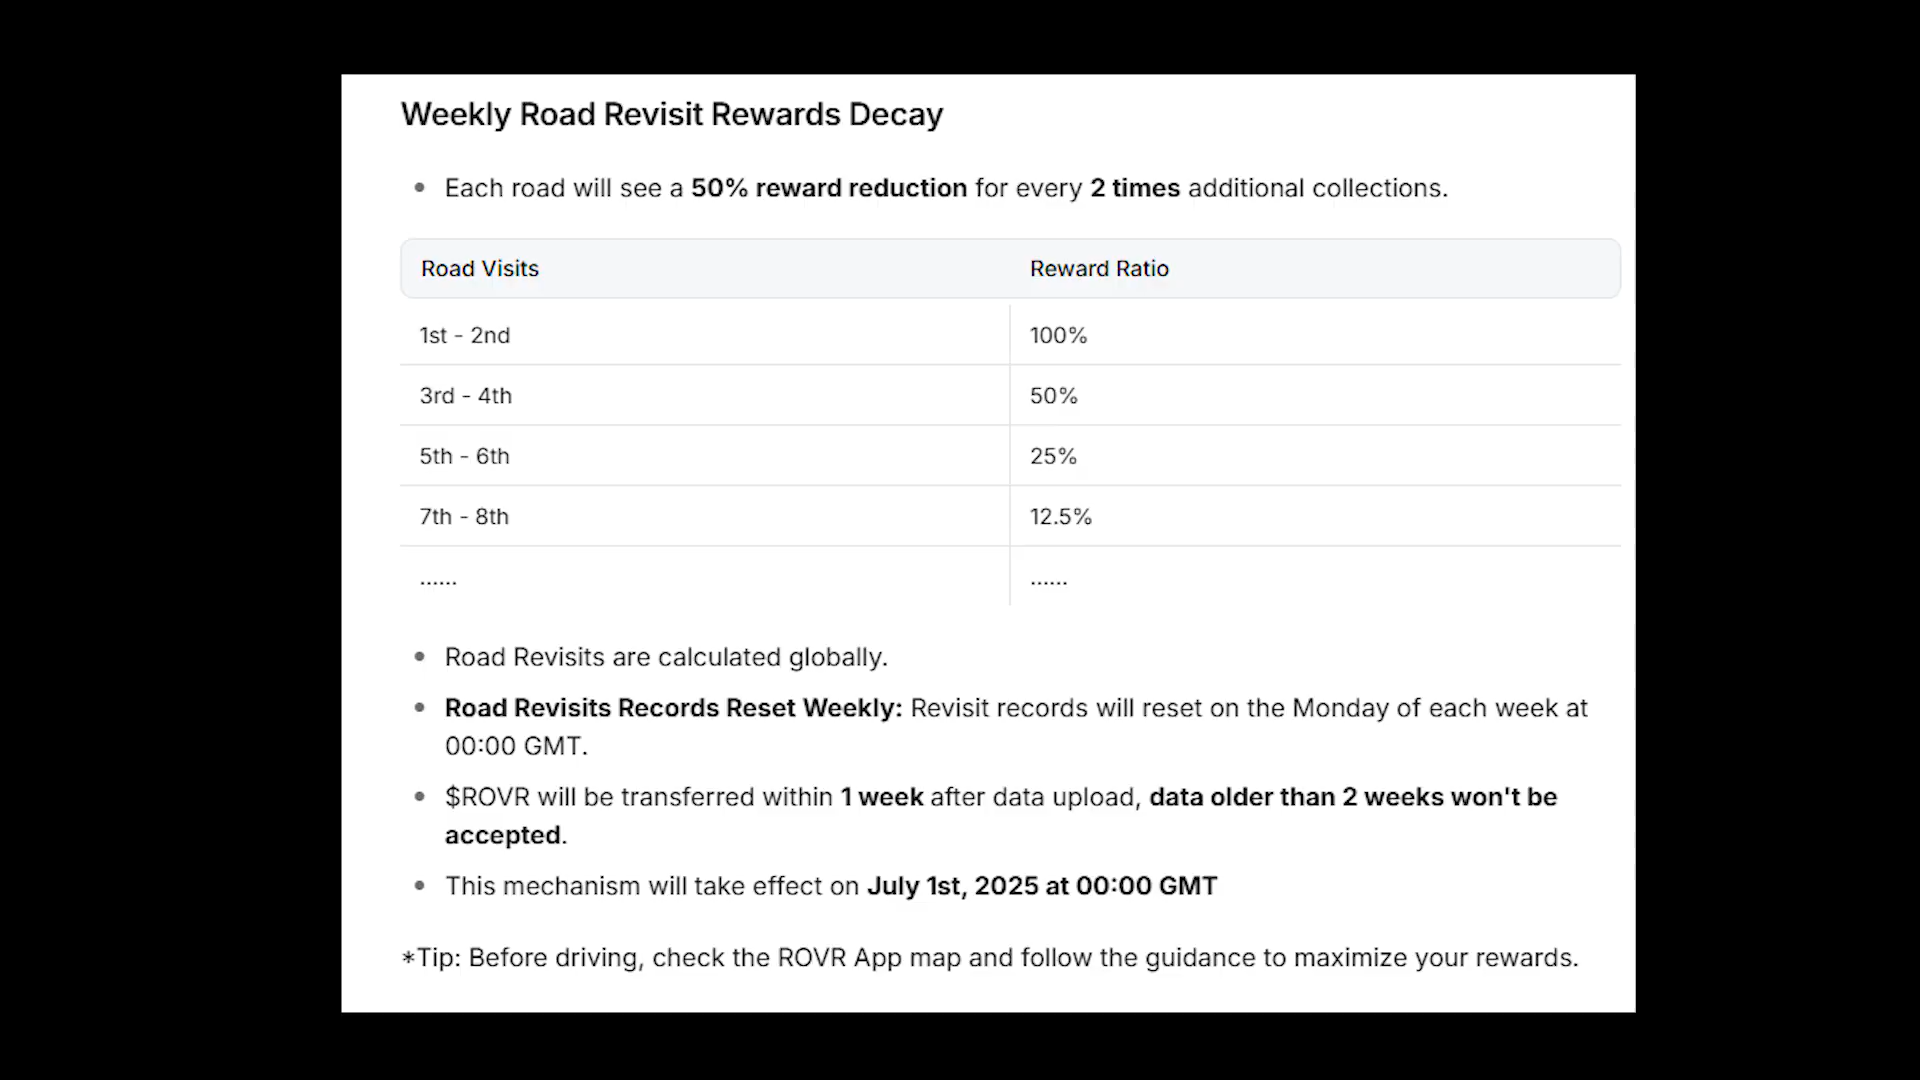 Weekly Road Revisit Rewards Decay
• Each road will see a 50% reward reduction for every 2 times additional collections.
Road Visits Reward Ratio
1st - 2nd 100%
3rd - 4th 50%
5th - 6th 25%
7th - 8th 12.5%
...... ......
• Road Revisits are calculated globally.
• Road Revisits Records Reset Weekly: Revisit records will reset on the Monday of each week at
00:00 GMT.
• $ROVR will be transferred within 1 week after data upload, data older than 2 weeks won't be
accepted.
• This mechanism will take effect on July 1st, 2025 at 00:00 GMT
*Tip: Before driving, check the ROVR App map and follow the guidance to maximize your rewards.